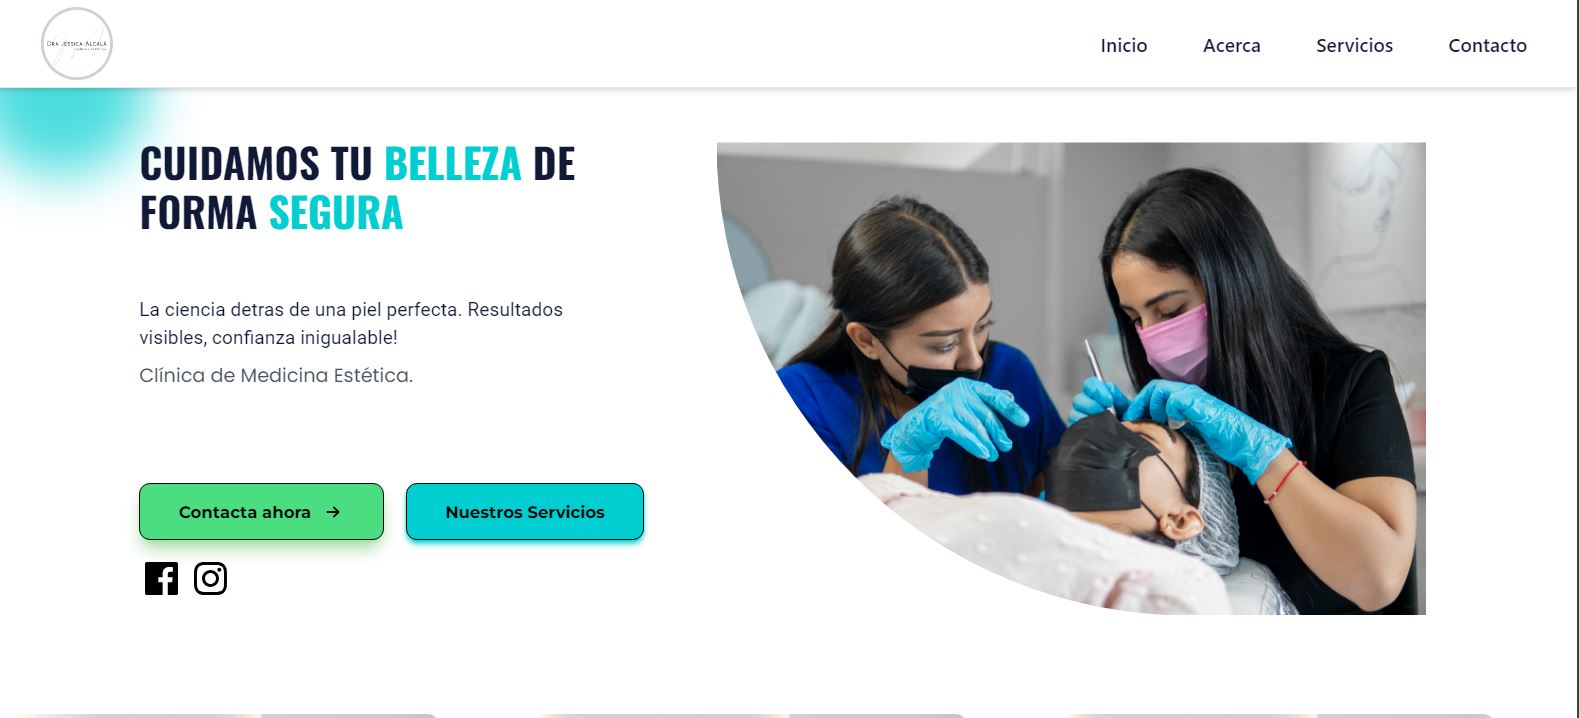 DRA JESSICA ALCALÁ
Inicio
Acerca
Servicios
Contacto
CUIDAMOS TU BELLEZA DE
FORMA SEGURA
La ciencia detras de una piel perfecta. Resultados
visibles, confianza inigualable!
Clínica de Medicina Estética.
Contacta ahora →
Nuestros Servicios